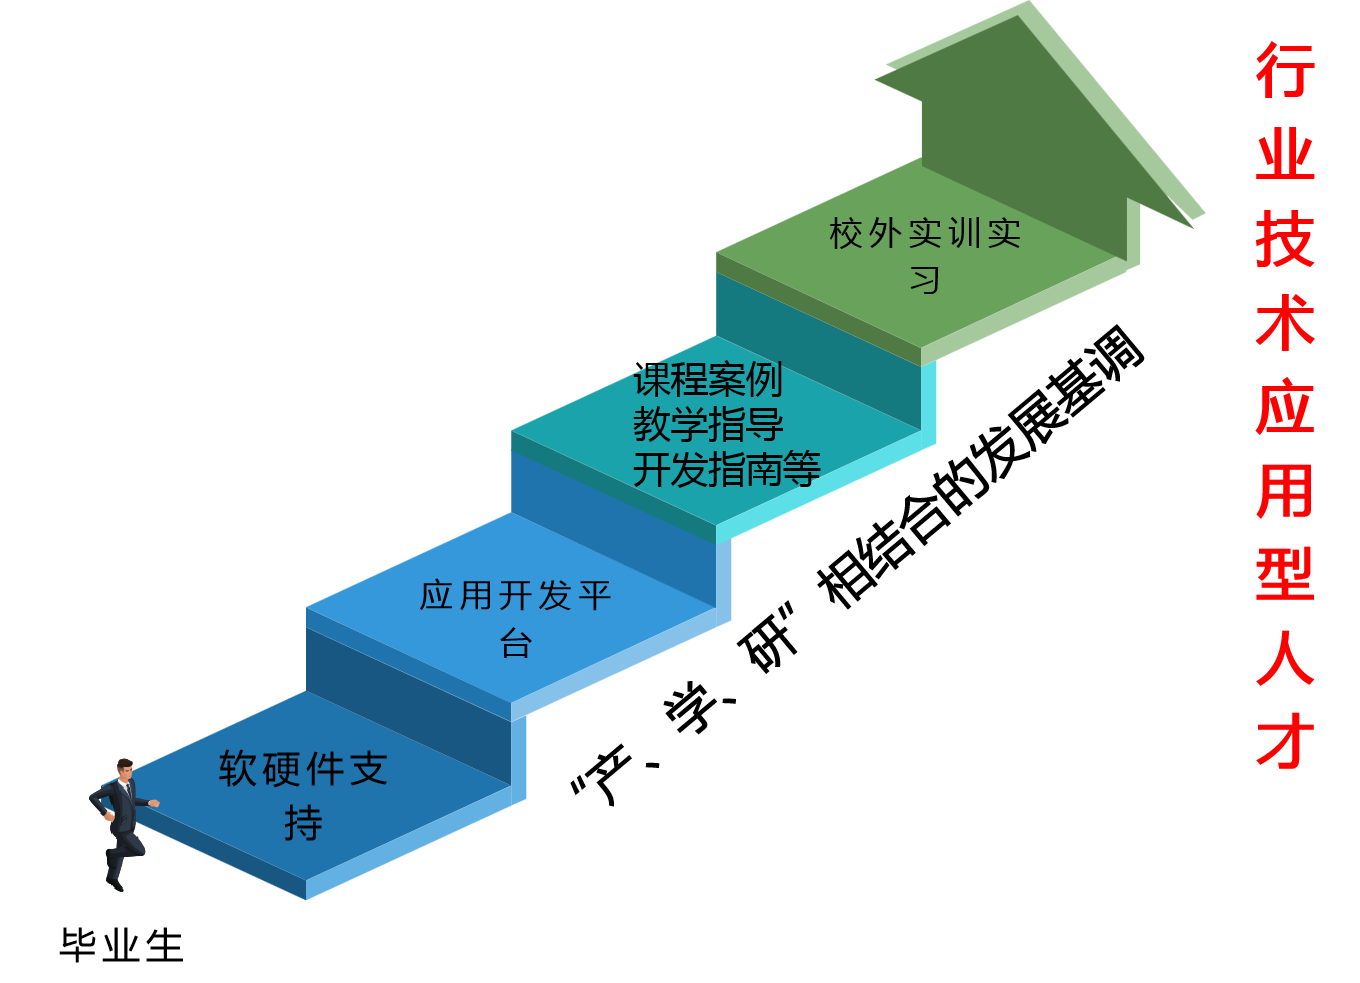 校外实训实
习
课程案例
教学指导
开发指南等
应用开发平
台
软硬件支
持
毕业生
“产、学、研”相结合的发展基调
行业技术应用型人才